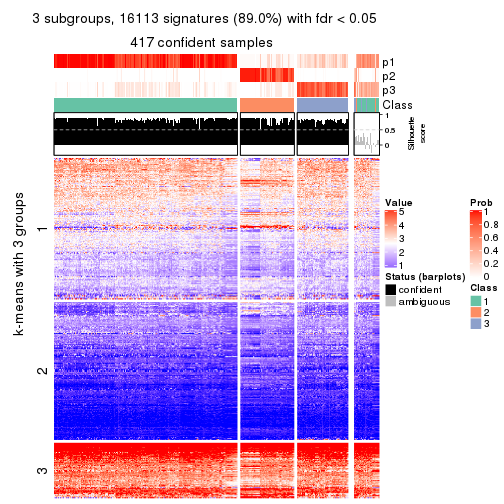 3 subgroups, 16113 signatures (89.0%) with fdr < 0.05
417 confident samples
p1
p2
p3
Class
1
0.5
0
Silhouette
score
k-means with 3 groups
1
2
3
Value
5
4
3
2
1
Status (barplots)
confident
ambiguous
Prob
1
0.8
0.6
0.4
0.2
0
Class
1
2
3